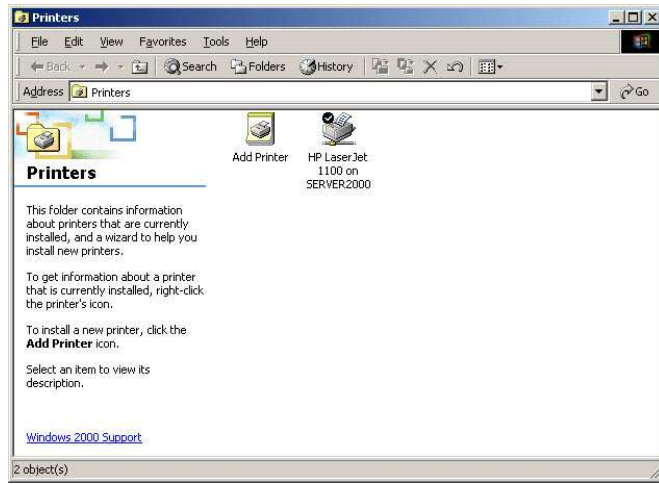 Printers
File Edit View Favorites Tools Help
Back Search Folders History
Address Printers Go
Add Printer
HP LaserJet
1100 on
SERVER2000
Printers
This folder contains information
about printers that are currently
installed, and a wizard to help you
install new printers.
To get information about a printer
that is currently installed, right-click
the printer's icon.
To install a new printer, click the
Add Printer icon.
Select an item to view its
description.
Windows 2000 Support
2 object(s)